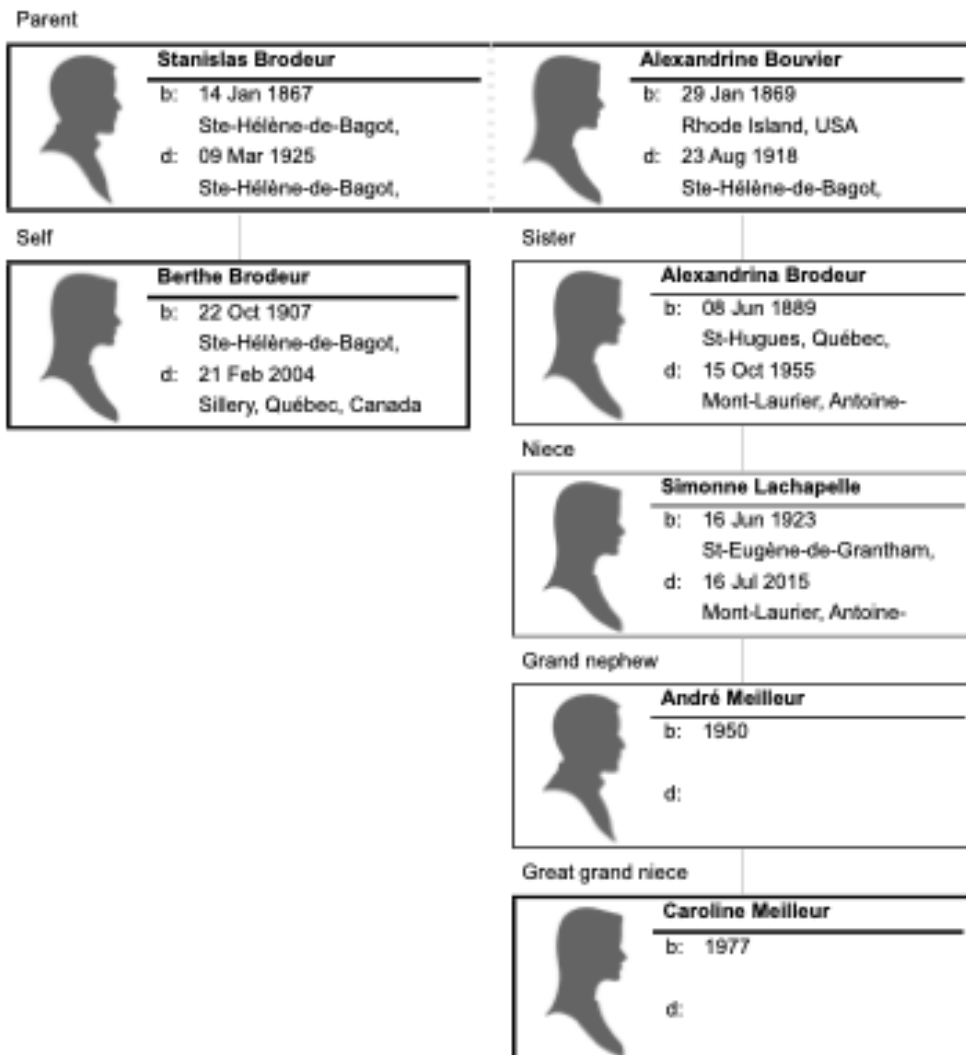 Parent
Stanislas Brodeur
b: 14 Jan 1867
Ste-Hélène-de-Bagot,
d: 09 Mar 1925
Ste-Hélène-de-Bagot,
Alexandrine Bouvier
b: 29 Jan 1869
Rhode Island, USA
d: 23 Aug 1918
Ste-Hélène-de-Bagot,
Self
Berthe Brodeur
b: 22 Oct 1907
Ste-Hélène-de-Bagot,
d: 21 Feb 2004
Sillery, Québec, Canada
Sister
Alexandrina Brodeur
b: 08 Jun 1889
St-Hugues, Québec,
d: 15 Oct 1955
Mont-Laurier, Antoine-
Niece
Simonne Lachapelle
b: 16 Jun 1923
St-Eugène-de-Grantham,
d: 16 Jul 2015
Mont-Laurier, Antoine-
Grand nephew
André Meilleur
b: 1950
d:
Great grand niece
Caroline Meilleur
b: 1977
d: